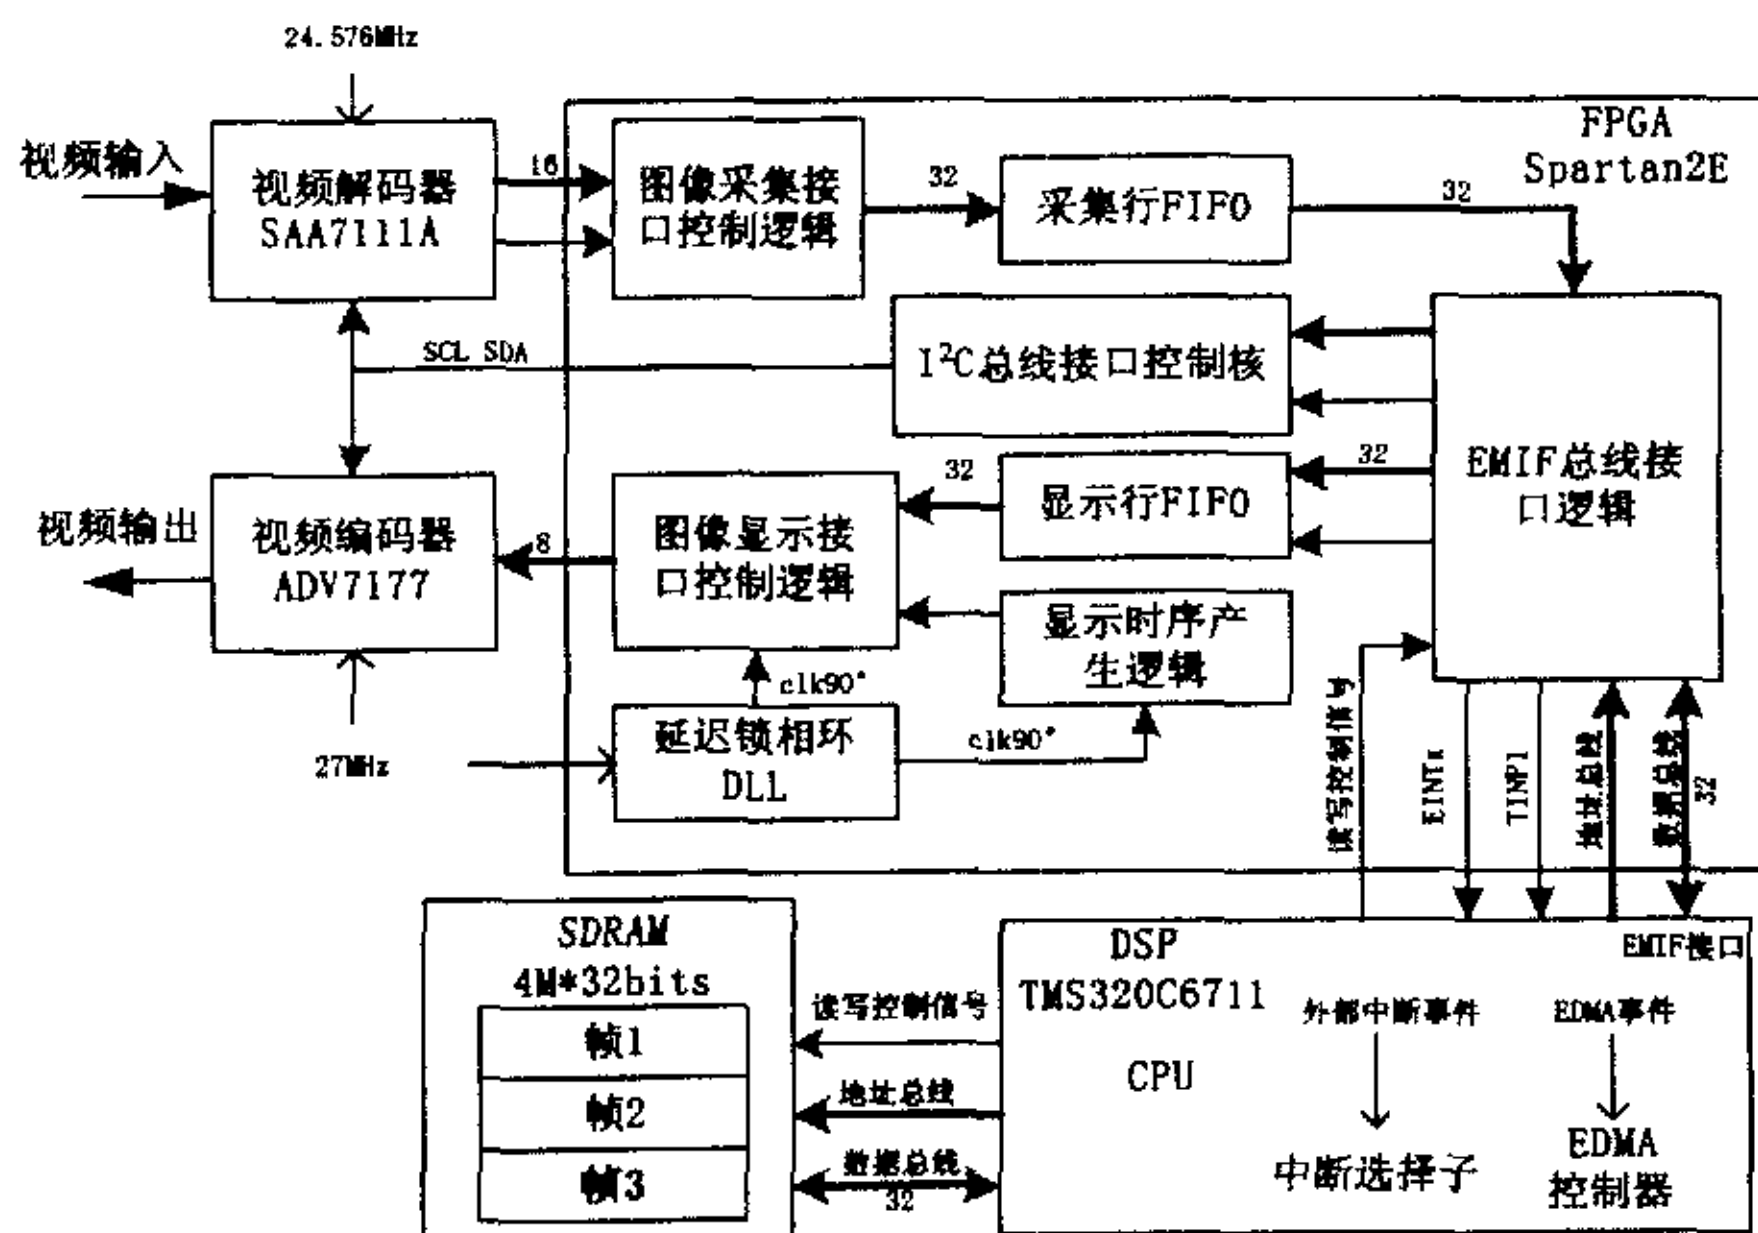 24.576MHz
视频输入
视频解码器
SAA7111A
16
图像采集接
口控制逻辑
32
采集行FIFO
32
FPGA
Spartan2E
SCL SDA
I²C总线接口控制核
EMIF总线接
口逻辑
视频输出
视频编码器
ADV7177
8
图像显示接
口控制逻辑
32
显示行FIFO
32
显示时序产
生逻辑
clk90°
27MHz
延迟锁相环
DLL
clk90°
读写控制信号
EINTx
TINP1
地址总线
数据总线
32
SDRAM
4M*32bits
帧1
帧2
帧3
读写控制信号
地址总线
数据总线
32
DSP
TMS320C6711
CPU
EMIF接口
外部中断事件
中断选择子
EDMA事件
EDMA
控制器